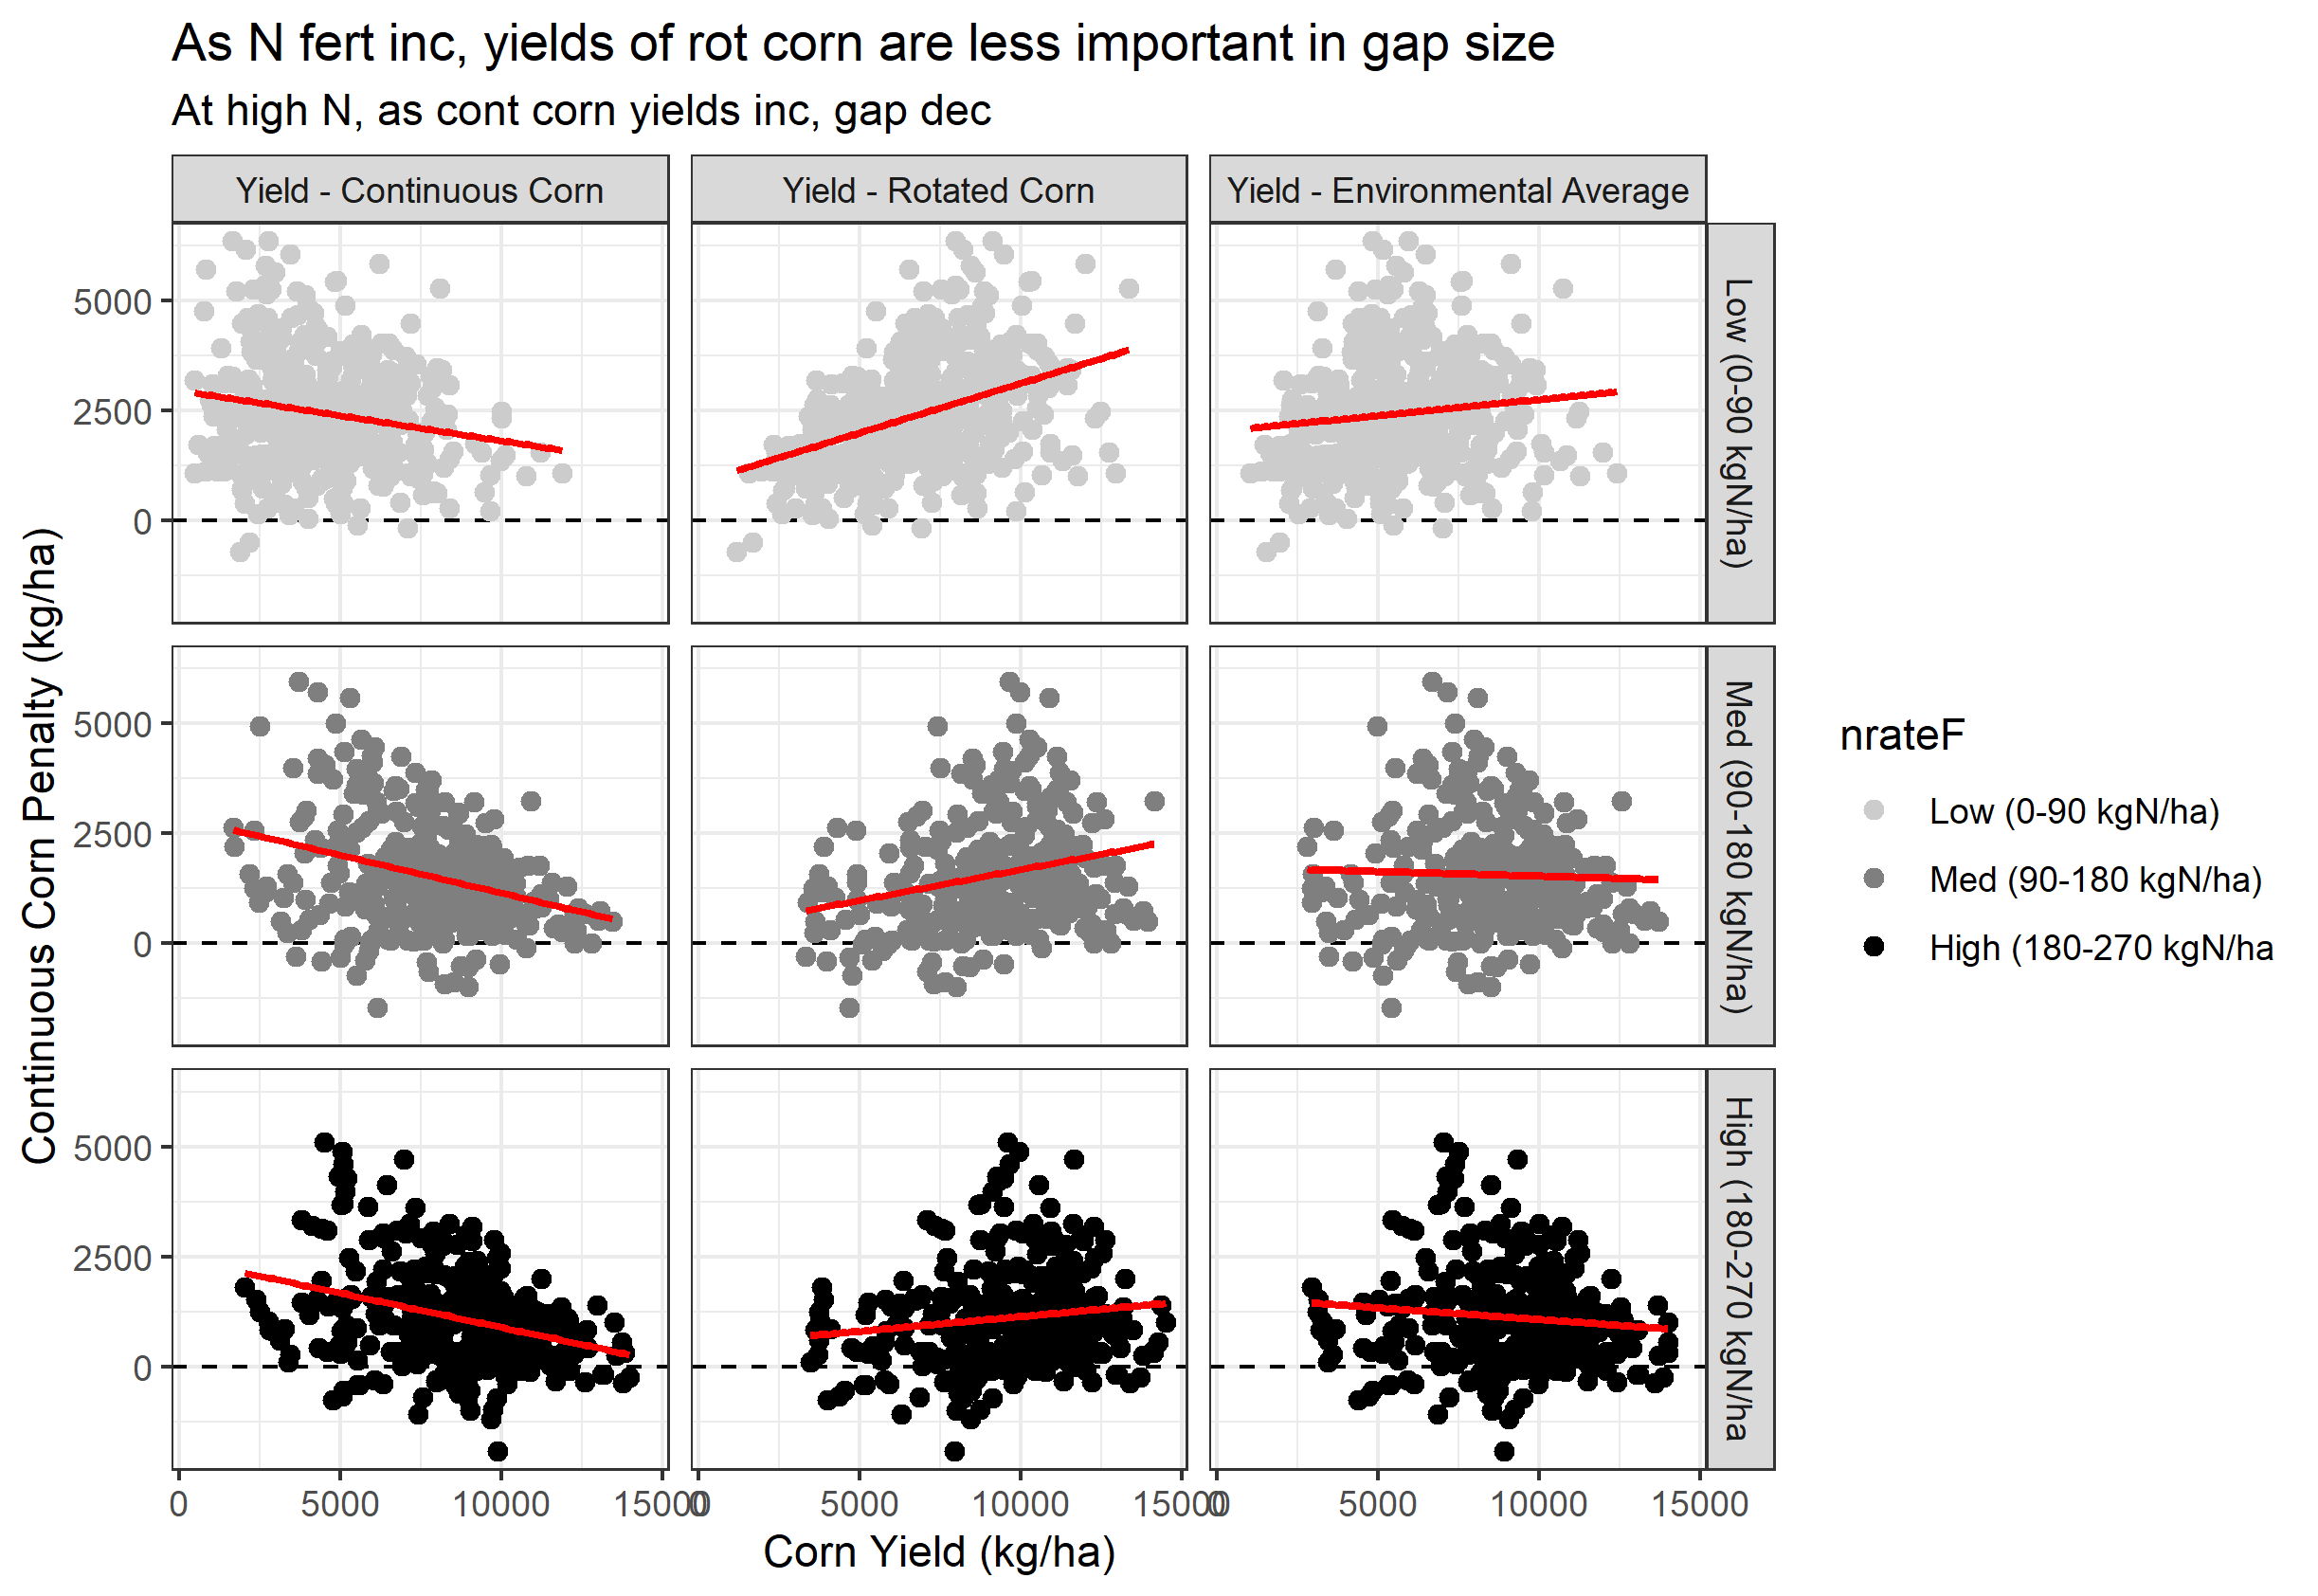 As N fert inc, yields of rot corn are less important in gap size
At high N, as cont corn yields inc, gap dec
Yield - Continuous Corn
Yield - Rotated Corn
Yield - Environmental Average
Continuous Corn Penalty (kg/ha)
5000
2500
0
Low (0-90 kgN/ha)
5000
2500
0
Med (90-180 kgN/ha)
5000
2500
0
High (180-270 kgN/ha
0
5000
10000
15000
0
5000
10000
15000
0
5000
10000
15000
Corn Yield (kg/ha)
nrateF
Low (0-90 kgN/ha)
Med (90-180 kgN/ha)
High (180-270 kgN/ha